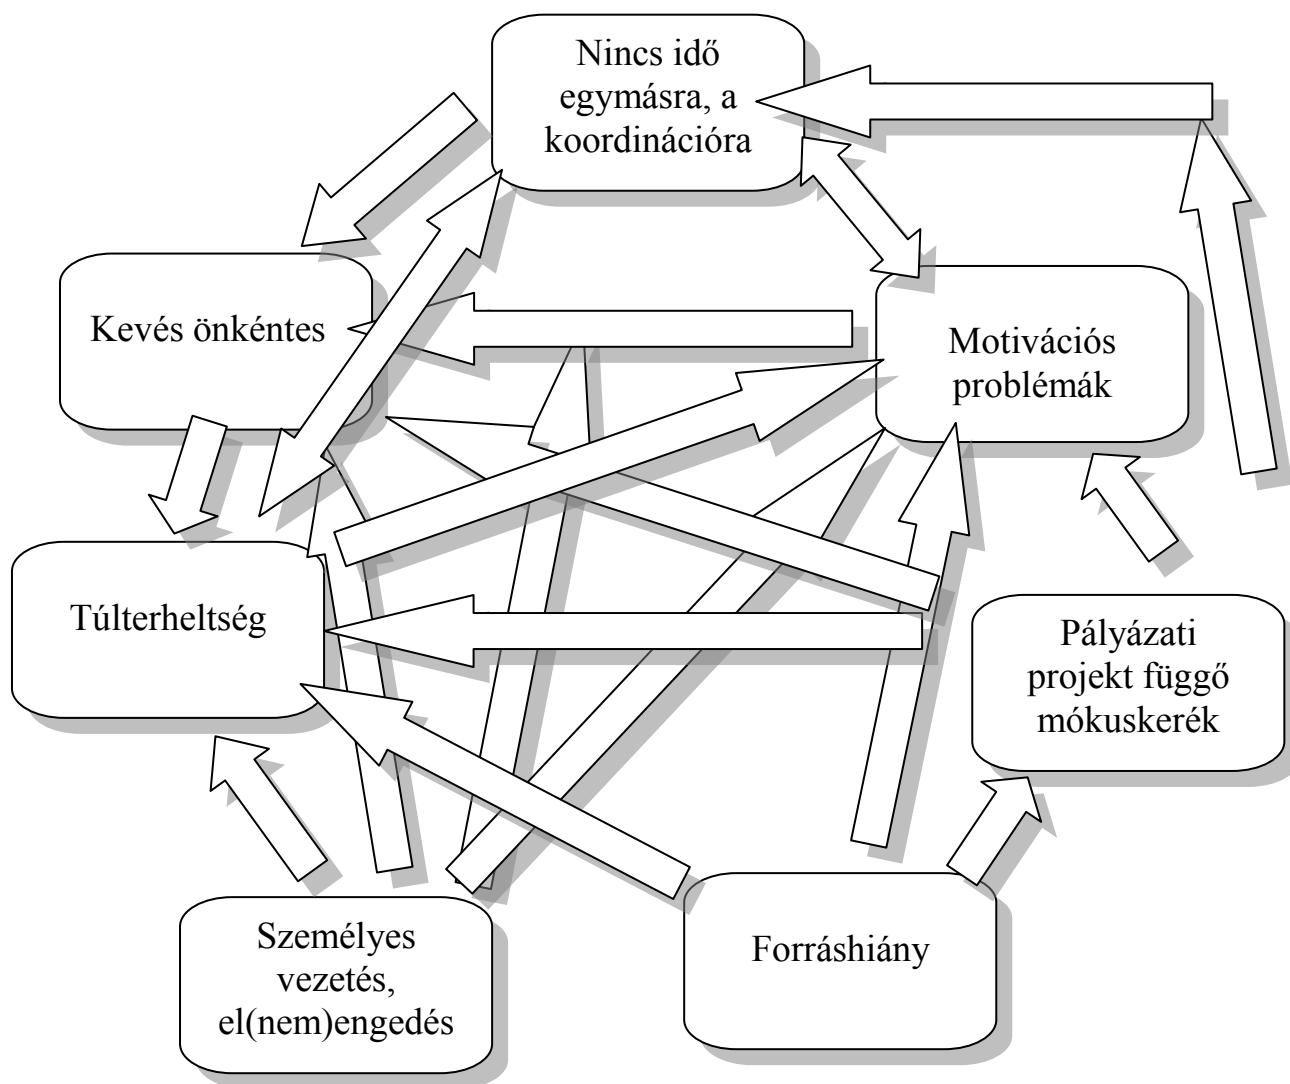 Nincs idő
egymásra, a
koordinációra
Kevés önkéntes
Motivációs
problémák
Túlterheltség
Pályázati
projekt függő
mókuskerék
Személyes
vezetés,
el(nem)engedés
Forráshiány